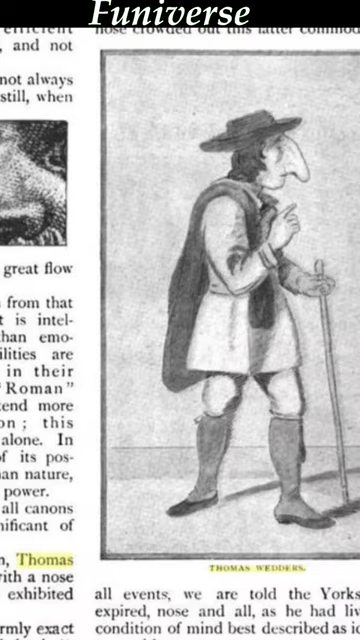 Funiverse
efficient
, and not
not always
still, when
great flow
from that
t is intel-
than emo-
ilities are
in their
"Roman"
tend more
on; this
alone. In
of its pos-
an nature,
power.
all canons
nificant of
n, Thomas
with a nose
exhibited
rmly exact
nose crowded out this latter commod
THOMAS WEDDERS.
all events, we are told the Yorks
expired, nose and all, as he had liv
condition of mind best described as id